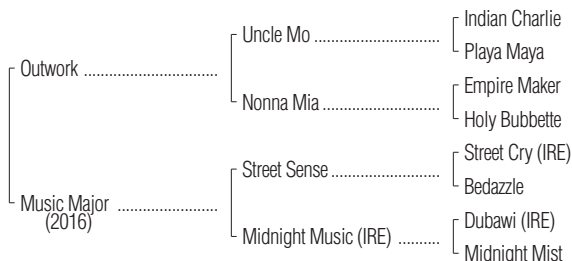 Indian Charlie
Uncle Mo ................................
Playa Maya
Outwork ..................................
Empire Maker
Nonna Mia ..............................
Holy Bubbette
Street Cry (IRE)
Street Sense ............................
Bedazzle
Music Major .........................
(2016)
Dubawi (IRE)
Midnight Music (IRE) ..........
Midnight Mist